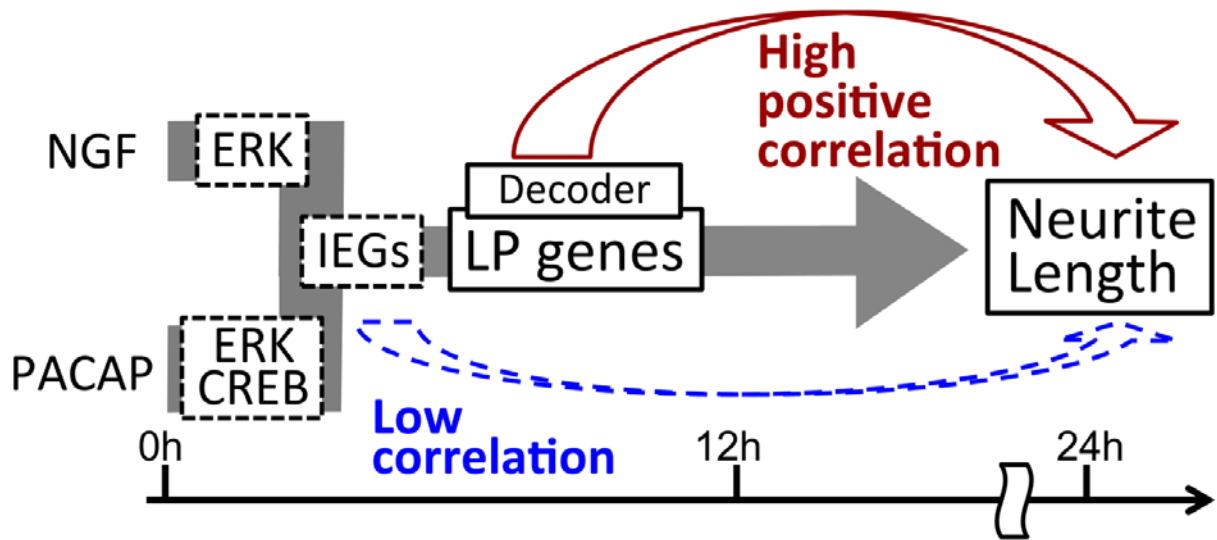 High
positive
correlation
NGF
ERK
Decoder
IEGs
LP genes
Neurite
Length
PACAP
ERK
CREB
Low
correlation
0h
12h
24h